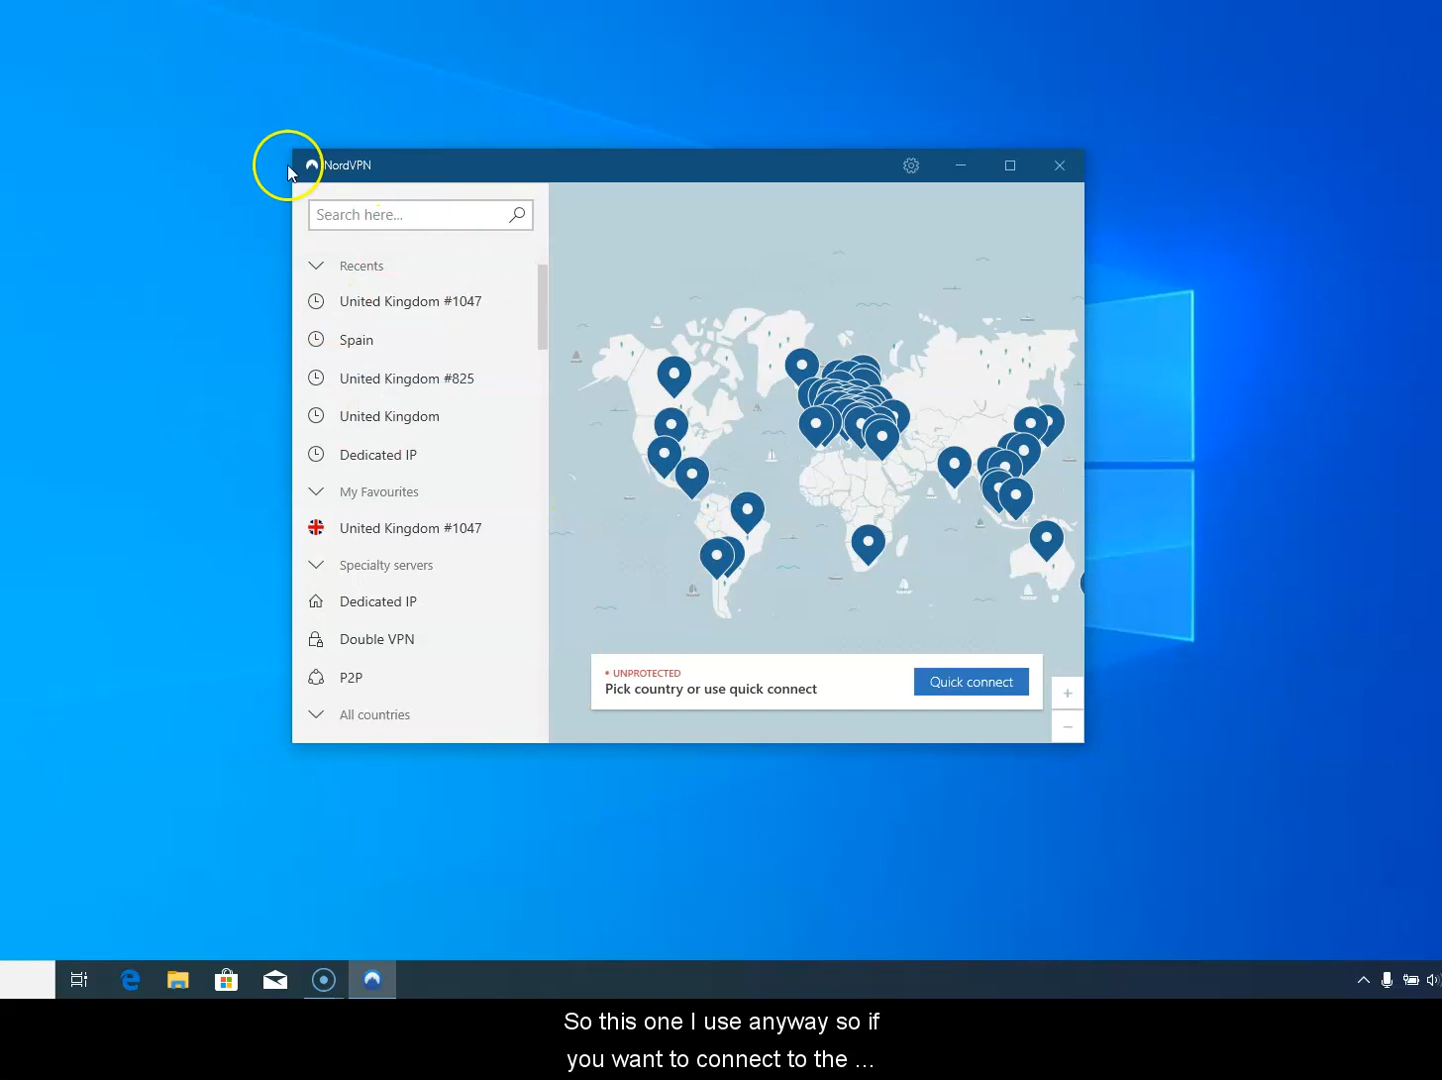 NordVPN
Search here...
Recents
United Kingdom #1047
Spain
United Kingdom #825
United Kingdom
Dedicated IP
My Favourites
United Kingdom #1047
Specialty servers
Dedicated IP
Double VPN
P2P
All countries
UNPROTECTED
Pick country or use quick connect
Quick connect
So this one I use anyway so if
you want to connect to the ...